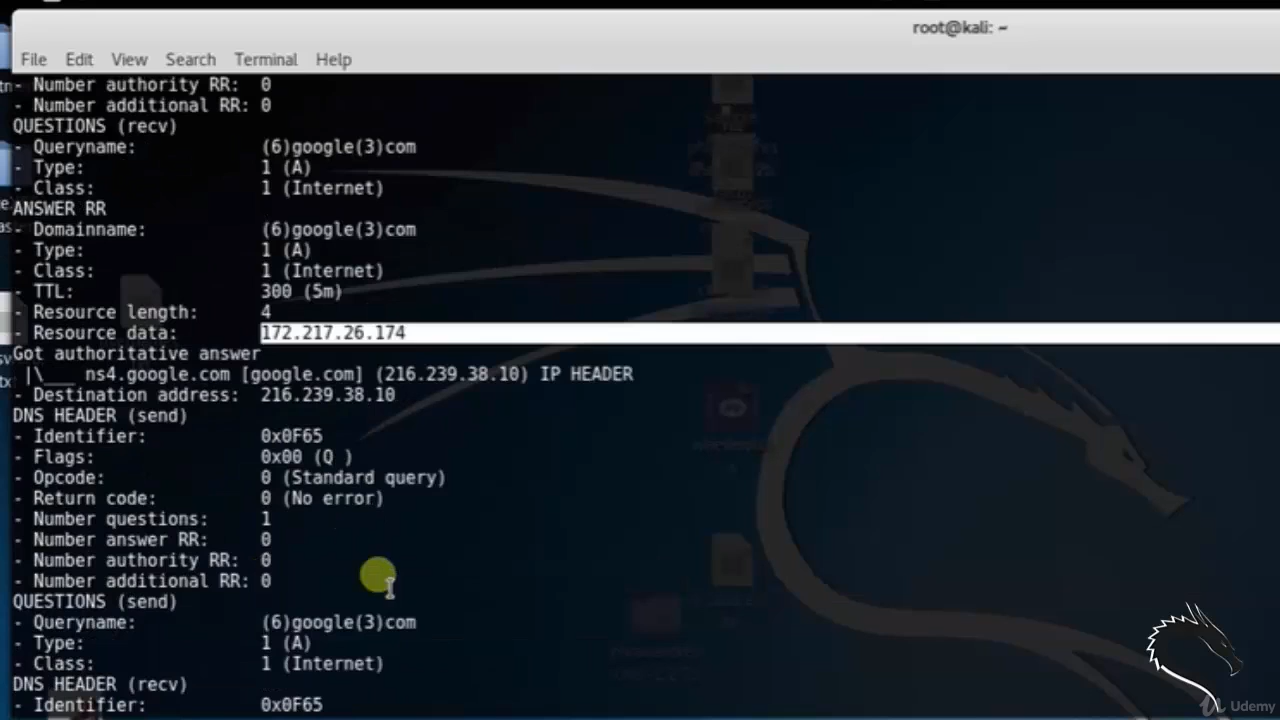 root@kali: ~
File Edit View Search Terminal Help
- Number authority RR: 0
- Number additional RR: 0
QUESTIONS (recv)
- Queryname: (6)google(3)com
- Type: 1 (A)
- Class: 1 (Internet)
ANSWER RR
- Domainname: (6)google(3)com
- Type: 1 (A)
- Class: 1 (Internet)
- TTL: 300 (5m)
- Resource length: 4
- Resource data: 172.217.26.174
Got authoritative answer
|\___ ns4.google.com [google.com] (216.239.38.10) IP HEADER
- Destination address: 216.239.38.10
DNS HEADER (send)
- Identifier: 0x0F65
- Flags: 0x00 (Q )
- Opcode: 0 (Standard query)
- Return code: 0 (No error)
- Number questions: 1
- Number answer RR: 0
- Number authority RR: 0
- Number additional RR: 0
QUESTIONS (send)
- Queryname: (6)google(3)com
- Type: 1 (A)
- Class: 1 (Internet)
DNS HEADER (recv)
- Identifier: 0x0F65
Udemy